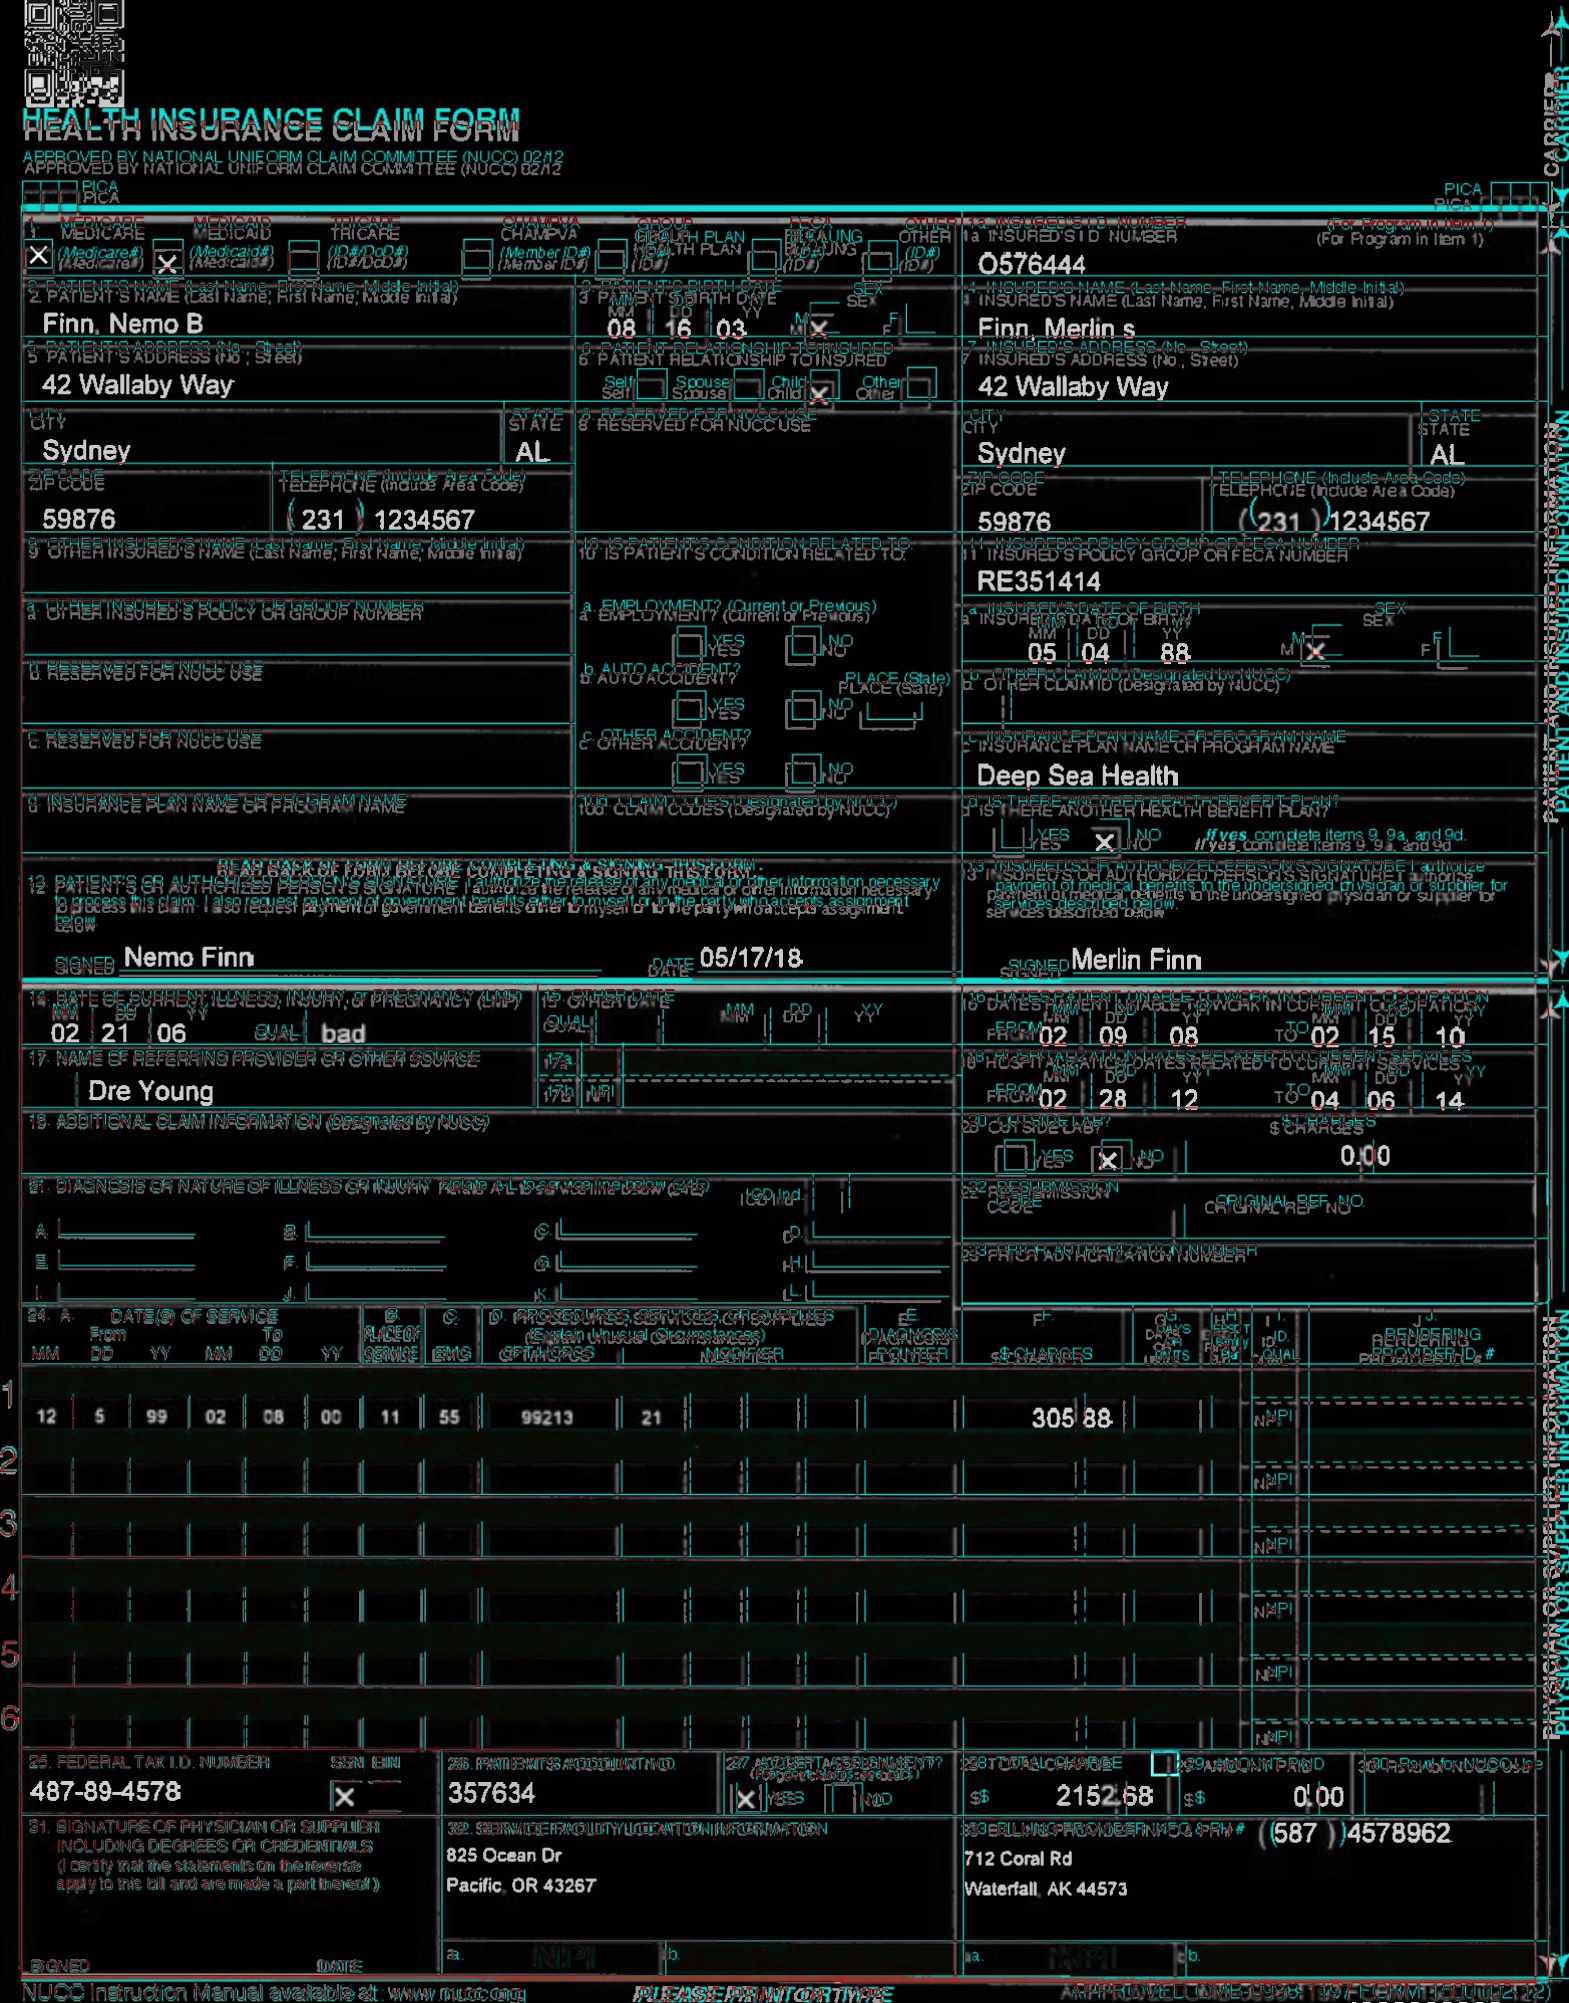 HEALTH INSURANCE CLAIM FORM
APPROVED BY NATIONAL UNIFORM CLAIM COMMITTEE (NUCC) 02/12
PICA
PICA
1. MEDICARE MEDICAID TRICARE CHAMPVA GROUP HEALTH PLAN FECA BLK LUNG OTHER
(Medicare#) (Medicaid#) (ID#/DoD#) (Member ID#) (ID#) (ID#) (ID#)
1a. INSURED'S I.D. NUMBER (For Program in Item 1)
O576444
2. PATIENT'S NAME (Last Name, First Name, Middle Initial)
Finn, Nemo B
3. PATIENT'S BIRTH DATE SEX
MM DD YY
08 16 03 M X F
4. INSURED'S NAME (Last Name, First Name, Middle Initial)
Finn, Merlin s
5. PATIENT'S ADDRESS (No., Street)
42 Wallaby Way
6. PATIENT RELATIONSHIP TO INSURED
Self Spouse Child X Other
7. INSURED'S ADDRESS (No., Street)
42 Wallaby Way
CITY STATE
Sydney AL
8. RESERVED FOR NUCC USE
CITY STATE
Sydney AL
ZIP CODE TELEPHONE (Include Area Code)
59876 (231) 1234567
ZIP CODE TELEPHONE (Include Area Code)
59876 (231) 1234567
9. OTHER INSURED'S NAME (Last Name, First Name, Middle Initial)
10. IS PATIENT'S CONDITION RELATED TO:
11. INSURED'S POLICY GROUP OR FECA NUMBER
RE351414
a. OTHER INSURED'S POLICY OR GROUP NUMBER
a. EMPLOYMENT? (Current or Previous)
YES NO
a. INSURED'S DATE OF BIRTH SEX
MM DD YY
05 04 88 M X F
b. RESERVED FOR NUCC USE
b. AUTO ACCIDENT? PLACE (State)
YES NO
b. OTHER CLAIM ID (Designated by NUCC)
c. RESERVED FOR NUCC USE
c. OTHER ACCIDENT?
YES NO
c. INSURANCE PLAN NAME OR PROGRAM NAME
Deep Sea Health
d. INSURANCE PLAN NAME OR PROGRAM NAME
10d. CLAIM CODES (Designated by NUCC)
d. IS THERE ANOTHER HEALTH BENEFIT PLAN?
YES X NO If yes, complete items 9, 9a, and 9d.
READ BACK OF FORM BEFORE COMPLETING & SIGNING THIS FORM.
12. PATIENT'S OR AUTHORIZED PERSON'S SIGNATURE I authorize the release of any medical or other information necessary
to process this claim. I also request payment of government benefits either to myself or to the party who accepts assignment
below.
SIGNED Nemo Finn DATE 05/17/18
13. INSURED'S OR AUTHORIZED PERSON'S SIGNATURE I authorize
payment of medical benefits to the undersigned physician or supplier for
services described below.
SIGNED Merlin Finn
14. DATE OF CURRENT ILLNESS, INJURY, or PREGNANCY (LMP)
MM DD YY
02 21 06 QUAL. bad
15. OTHER DATE
QUAL. MM DD YY
16. DATES PATIENT UNABLE TO WORK IN CURRENT OCCUPATION
MM DD YY MM DD YY
FROM 02 09 08 TO 02 15 10
17. NAME OF REFERRING PROVIDER OR OTHER SOURCE
Dre Young
17a.
17b. NPI
18. HOSPITALIZATION DATES RELATED TO CURRENT SERVICES
MM DD YY MM DD YY
FROM 02 28 12 TO 04 06 14
19. ADDITIONAL CLAIM INFORMATION (Designated by NUCC)
20. OUTSIDE LAB? $ CHARGES
YES X NO 0.00
21. DIAGNOSIS OR NATURE OF ILLNESS OR INJURY Relate A-L to service line below (24E) ICD Ind.
A. B. C. D.
E. F. G. H.
I. J. K. L.
22. RESUBMISSION CODE ORIGINAL REF. NO.
23. PRIOR AUTHORIZATION NUMBER
24. A. DATE(S) OF SERVICE B. C. D. PROCEDURES, SERVICES, OR SUPPLIES E. F. G. H. I. J.
From To PLACE OF (Explain Unusual Circumstances) DIAGNOSIS DAYS ID. RENDERING
MM DD YY MM DD YY SERVICE EMG CPT/HCPCS MODIFIER POINTER $ CHARGES UNITS QUAL. PROVIDER ID. #
1
12 5 99 02 08 00 11 55 99213 21 305 88 NPI
2
NPI
3
NPI
4
NPI
5
NPI
6
NPI
25. FEDERAL TAX I.D. NUMBER SSN EIN
487-89-4578 X
26. PATIENT'S ACCOUNT NO.
357634
27. ACCEPT ASSIGNMENT?
X YES NO
28. TOTAL CHARGE
$ 2152.68
29. AMOUNT PAID
$ 0.00
30. Rsvd for NUCC Use
31. SIGNATURE OF PHYSICIAN OR SUPPLIER
INCLUDING DEGREES OR CREDENTIALS
(I certify that the statements on the reverse
apply to this bill and are made a part thereof.)
SIGNED DATE
32. SERVICE FACILITY LOCATION INFORMATION
825 Ocean Dr
Pacific, OR 43267
a. NPI b.
33. BILLING PROVIDER INFO & PH # (587) 4578962
712 Coral Rd
Waterfall, AK 44573
a. NPI b.
NUCC Instruction Manual available at: www.nucc.org
PLEASE PRINT OR TYPE
CARRIER
PATIENT AND INSURED INFORMATION
PHYSICIAN OR SUPPLIER INFORMATION